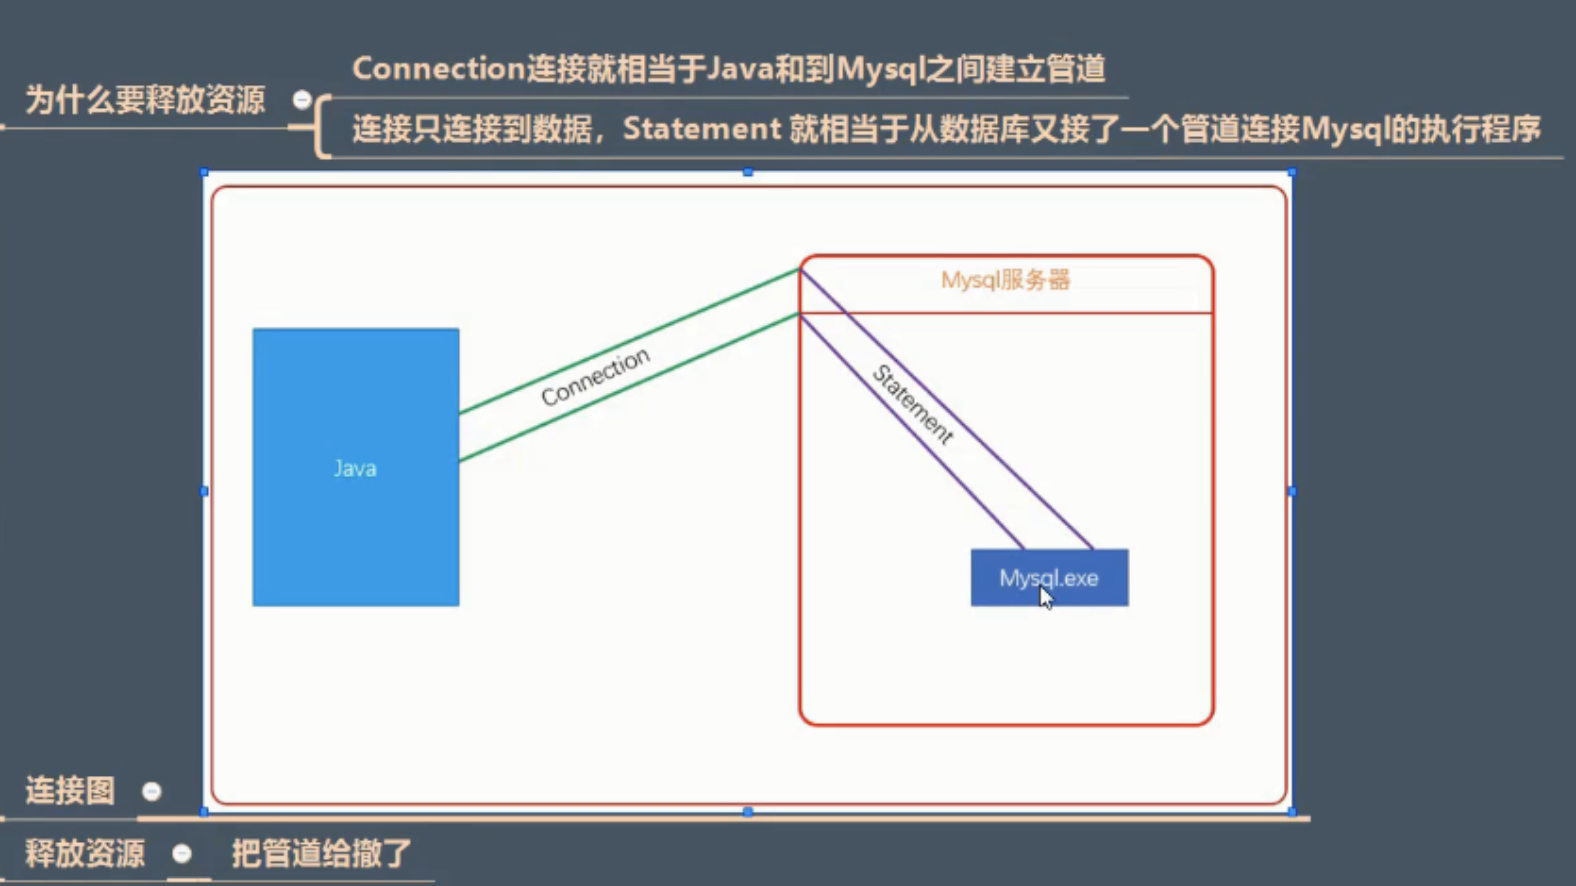 为什么要释放资源
Connection连接就相当于Java和到Mysql之间建立管道
连接只连接到数据，Statement 就相当于从数据库又接了一个管道连接Mysql的执行程序
Mysql服务器
Connection
Statement
Java
Mysql.exe
连接图
释放资源
把管道给撤了